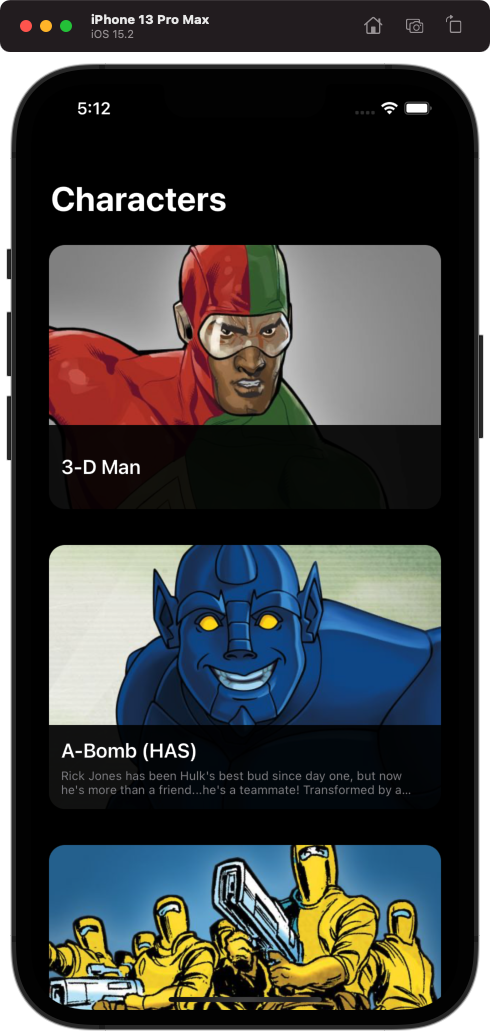 iPhone 13 Pro Max
iOS 15.2
5:12
Characters
3-D Man
A-Bomb (HAS)
Rick Jones has been Hulk's best bud since day one, but now
he's more than a friend...he's a teammate! Transformed by a...